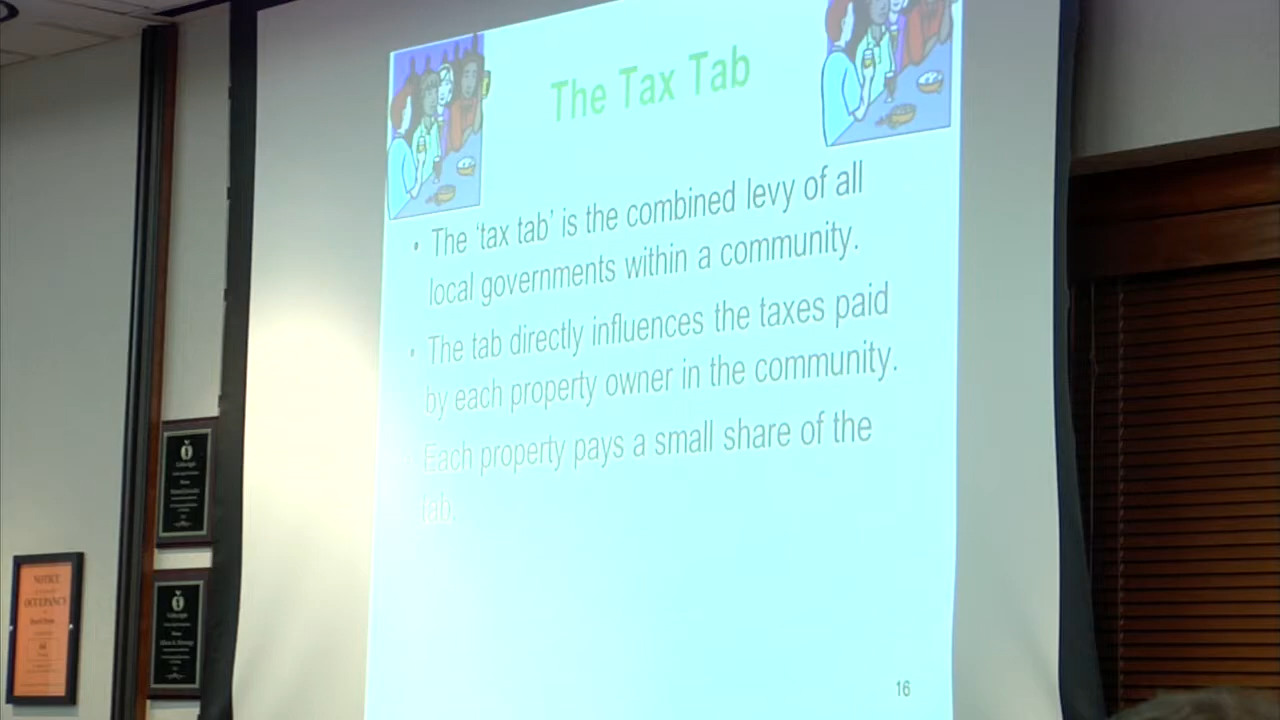 The Tax Tab
• The 'tax tab' is the combined levy of all
local governments within a community.
• The tab directly influences the taxes paid
by each property owner in the community.
Each property pays a small share of the
tab.
16
NOTICE
OCCUPANCY